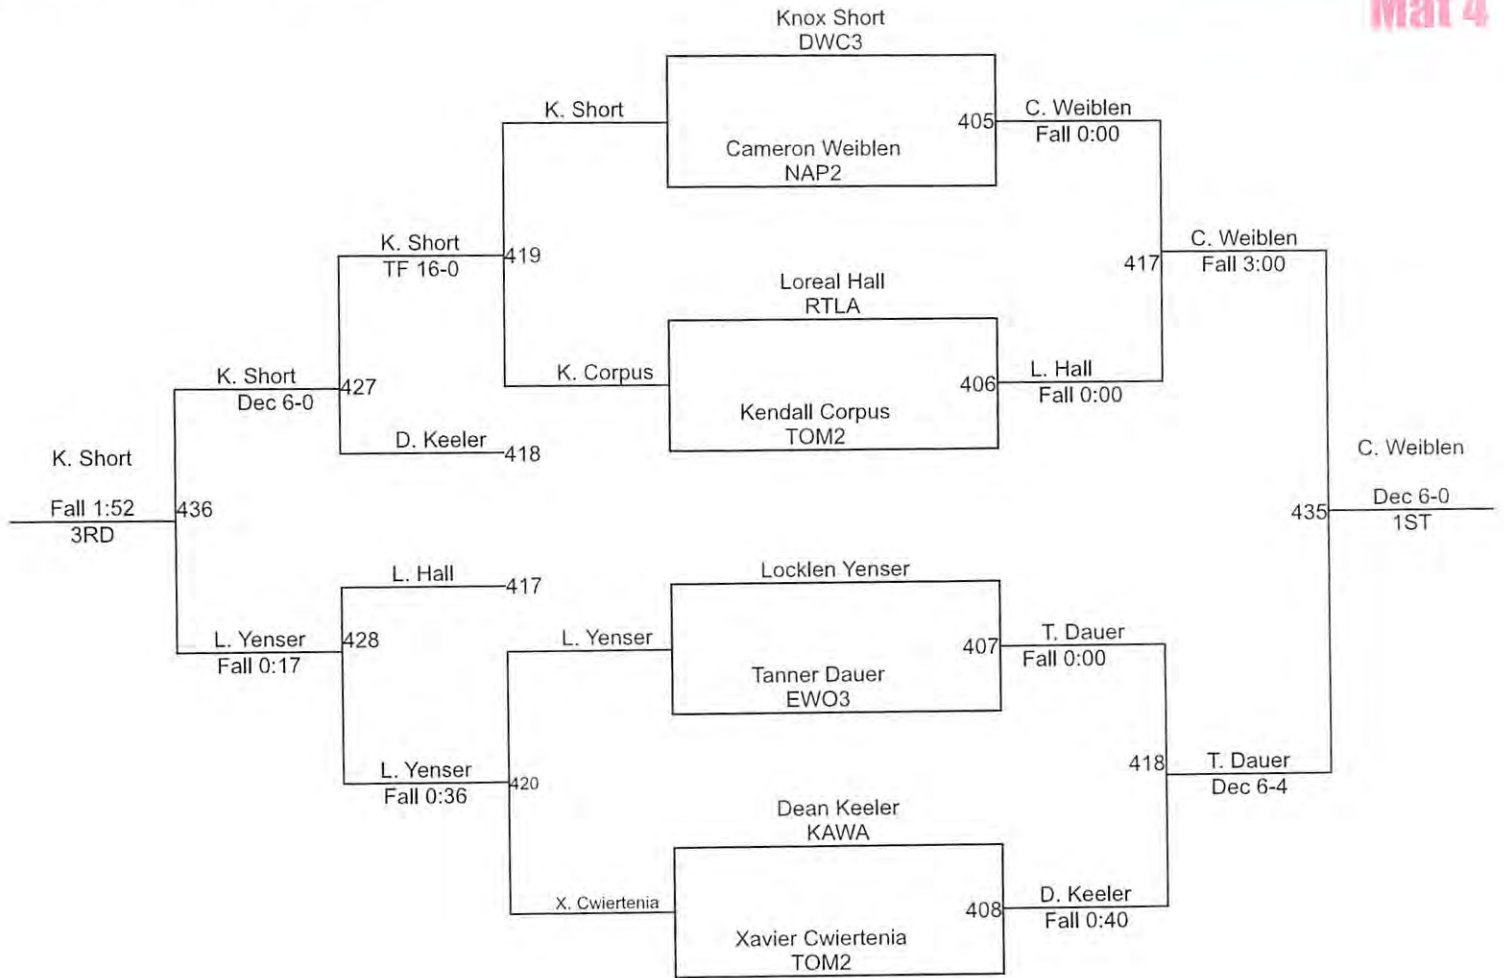 Mat 4
Knox Short
DWC3
K. Short
405
C. Weiblen
Fall 0:00
Cameron Weiblen
NAP2
K. Short
TF 16-0
419
417
C. Weiblen
Fall 3:00
Loreal Hall
RTLA
K. Short
Dec 6-0
427
K. Corpus
406
L. Hall
Fall 0:00
Kendall Corpus
TOM2
D. Keeler
418
K. Short
Fall 1:52
3RD
436
C. Weiblen
435
Dec 6-0
1ST
L. Hall
417
Locklen Yenser
L. Yenser
Fall 0:17
428
L. Yenser
407
T. Dauer
Fall 0:00
Tanner Dauer
EWO3
L. Yenser
Fall 0:36
420
418
T. Dauer
Dec 6-4
Dean Keeler
KAWA
X. Cwiertenia
408
D. Keeler
Fall 0:40
Xavier Cwiertenia
TOM2